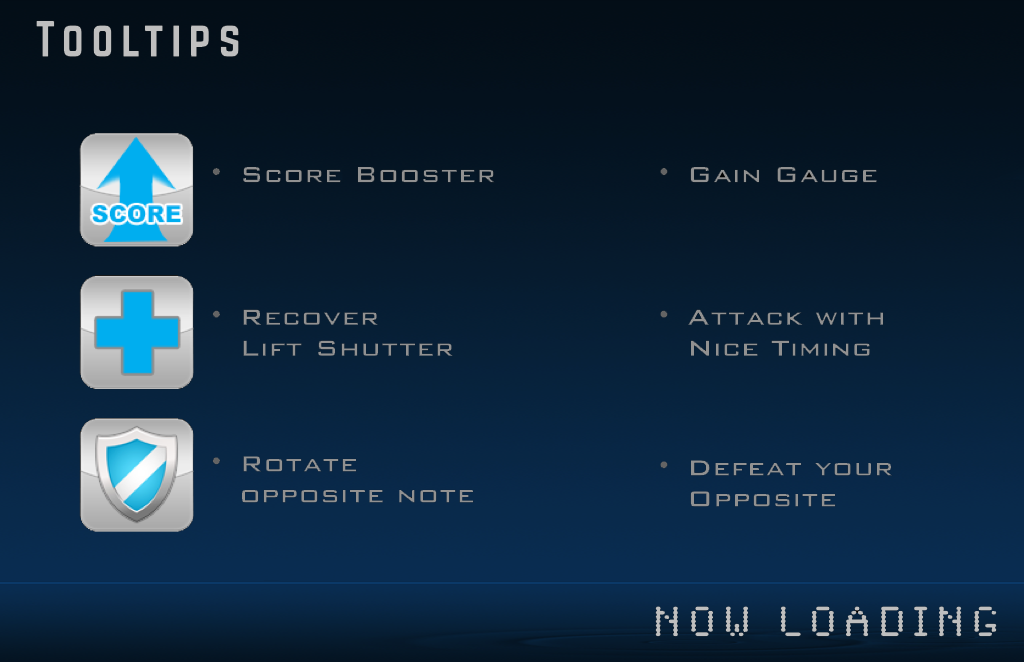 Tooltips
SCORE
Score Booster
Gain Gauge
Recover
Lift Shutter
Attack with
Nice Timing
Rotate
opposite note
Defeat your
Opposite
NOW LOADING